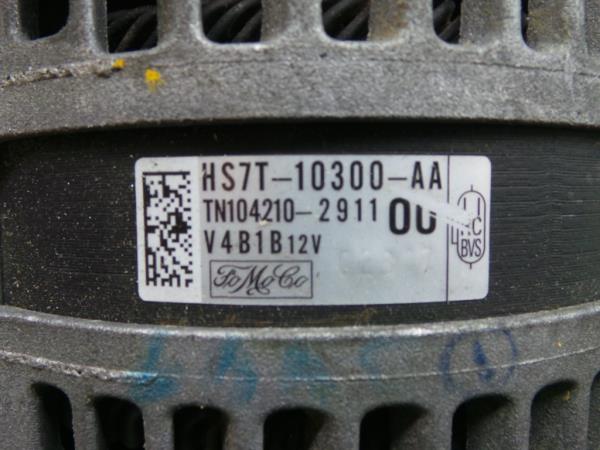 HS7T-10300-AA
TN104210-2911 00
V4B1B12V
FoMoCo
BVS